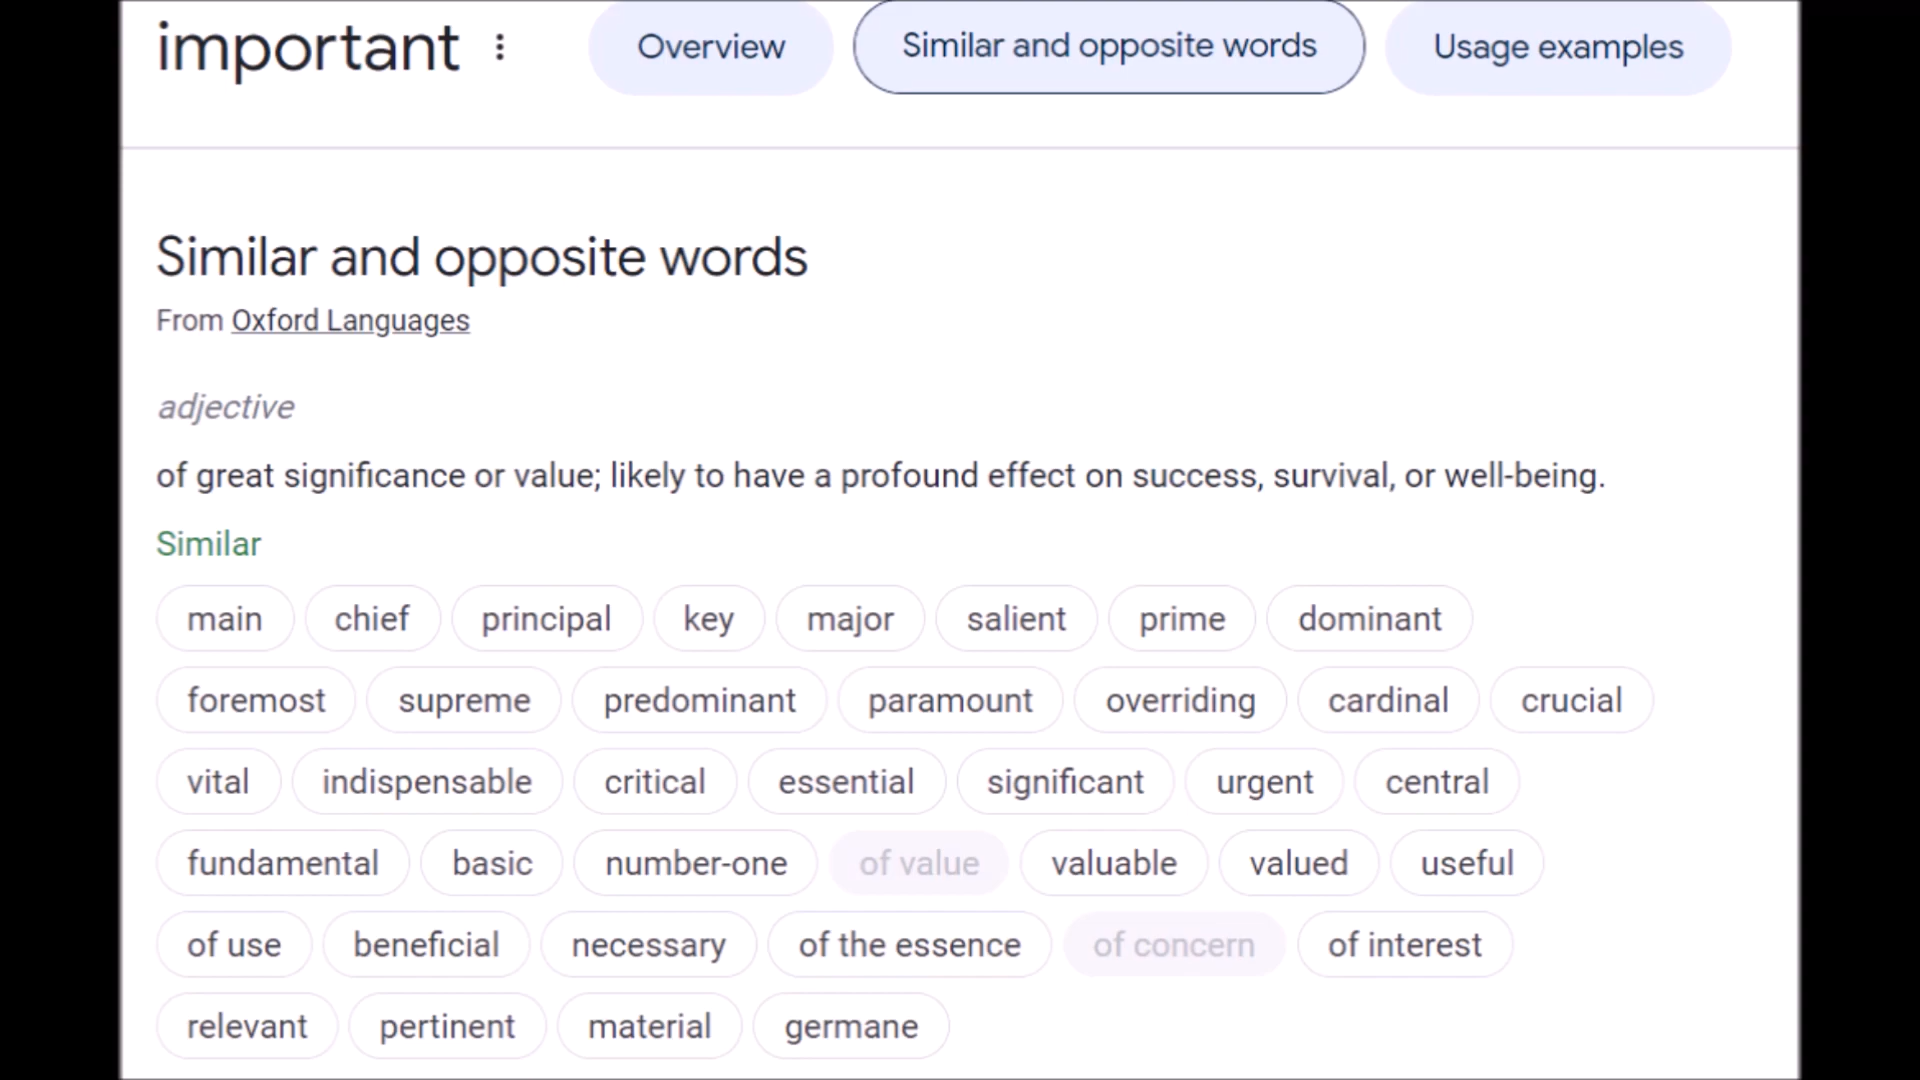 important Overview Similar and opposite words Usage examples
Similar and opposite words
From Oxford Languages
adjective
of great significance or value; likely to have a profound effect on success, survival, or well-being.
Similar
main chief principal key major salient prime dominant
foremost supreme predominant paramount overriding cardinal crucial
vital indispensable critical essential significant urgent central
fundamental basic number-one of value valuable valued useful
of use beneficial necessary of the essence of concern of interest
relevant pertinent material germane